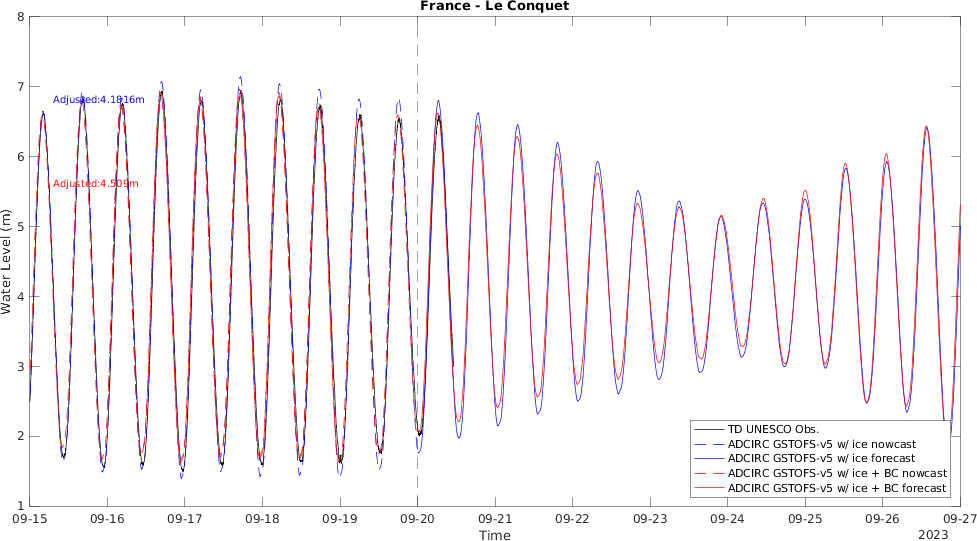 France - Le Conquet
8
7
6
5
4
3
2
1
Water Level (m)
Adjusted:4.1816m
Adjusted:4.509m
TD UNESCO Obs.
ADCIRC GSTOFS-v5 w/ ice nowcast
ADCIRC GSTOFS-v5 w/ ice forecast
ADCIRC GSTOFS-v5 w/ ice + BC nowcast
ADCIRC GSTOFS-v5 w/ ice + BC forecast
09-15 09-16 09-17 09-18 09-19 09-20 09-21 09-22 09-23 09-24 09-25 09-26 09-27
Time
2023